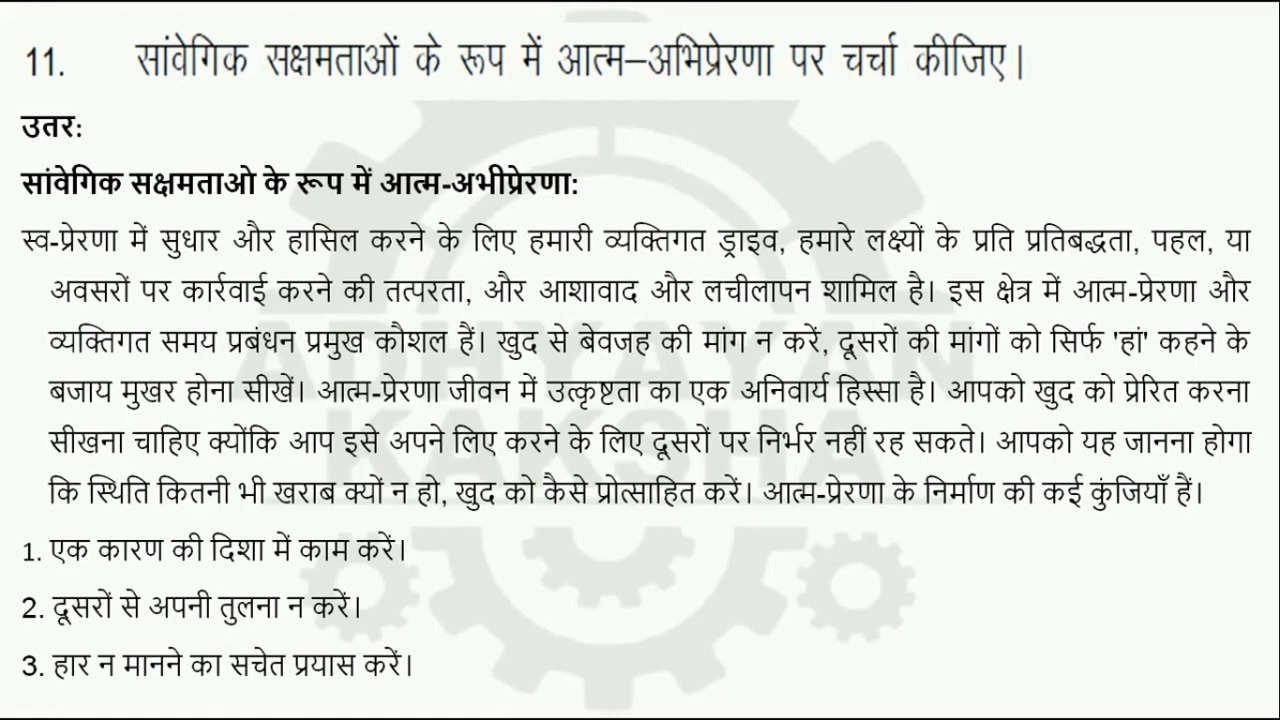 11. सांवेगिक सक्षमताओं के रूप में आत्म–अभिप्रेरणा पर चर्चा कीजिए।
उतर:
सांवेगिक सक्षमताओ के रूप में आत्म-अभीप्रेरणा:
स्व-प्रेरणा में सुधार और हासिल करने के लिए हमारी व्यक्तिगत ड्राइव, हमारे लक्ष्यों के प्रति प्रतिबद्धता, पहल, या
अवसरों पर कार्रवाई करने की तत्परता, और आशावाद और लचीलापन शामिल है। इस क्षेत्र में आत्म-प्रेरणा और
व्यक्तिगत समय प्रबंधन प्रमुख कौशल हैं। खुद से बेवजह की मांग न करें, दूसरों की मांगों को सिर्फ 'हां' कहने के
बजाय मुखर होना सीखें। आत्म-प्रेरणा जीवन में उत्कृष्टता का एक अनिवार्य हिस्सा है। आपको खुद को प्रेरित करना
सीखना चाहिए क्योंकि आप इसे अपने लिए करने के लिए दूसरों पर निर्भर नहीं रह सकते। आपको यह जानना होगा
कि स्थिति कितनी भी खराब क्यों न हो, खुद को कैसे प्रोत्साहित करें। आत्म-प्रेरणा के निर्माण की कई कुंजियाँ हैं।
1. एक कारण की दिशा में काम करें।
2. दूसरों से अपनी तुलना न करें।
3. हार न मानने का सचेत प्रयास करें।
ADHYAYAN
KAKSHA